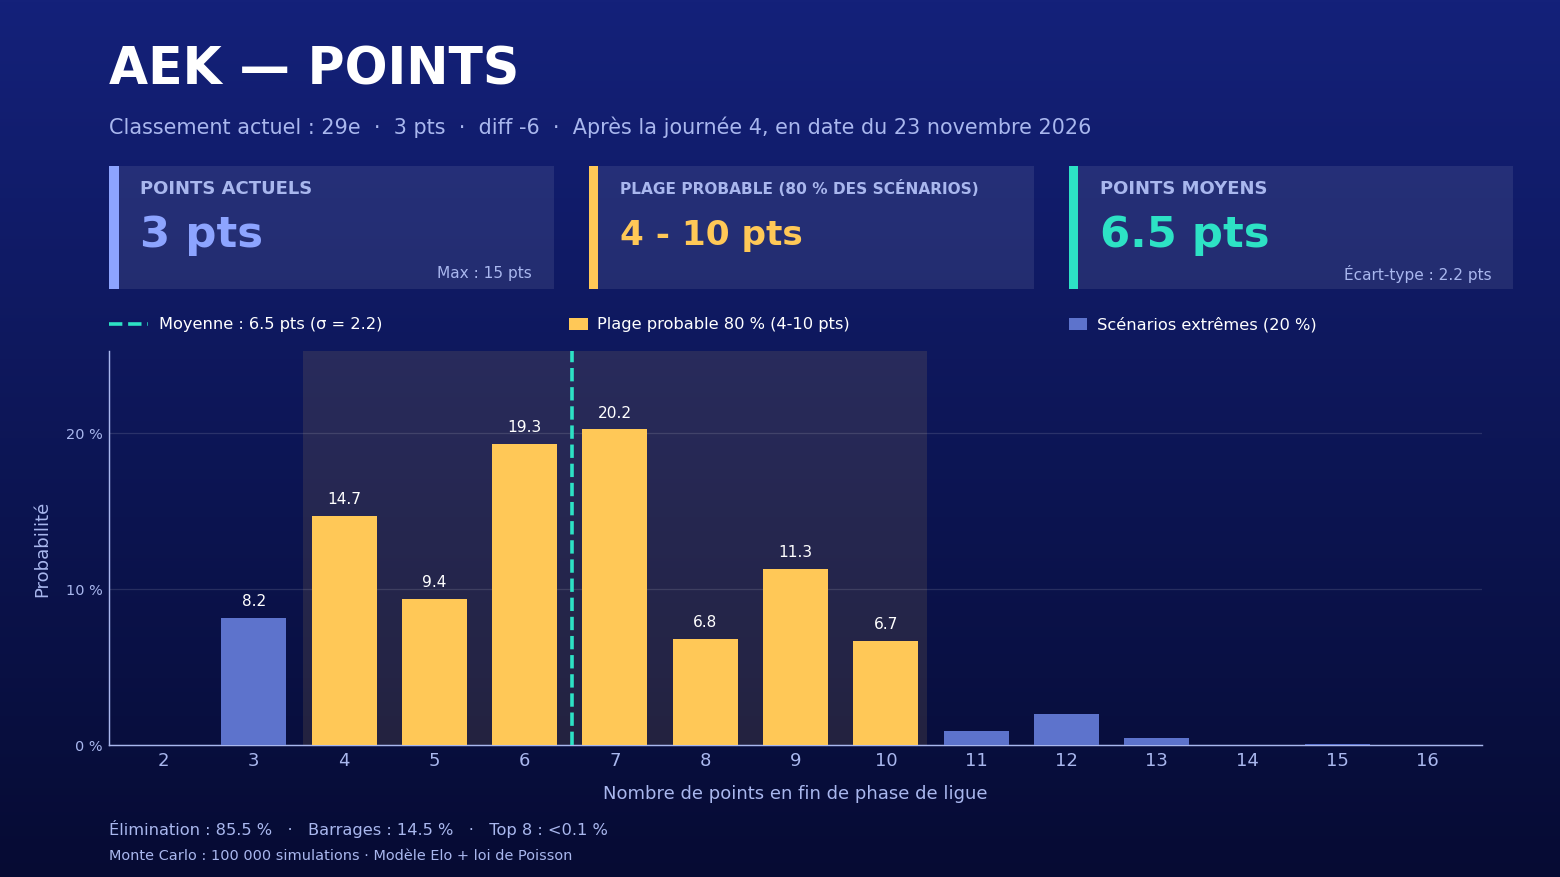 AEK — POINTS
Classement actuel : 29e · 3 pts · diff -6 · Après la journée 4, en date du 23 novembre 2026
POINTS ACTUELS
3 pts
Max : 15 pts
PLAGE PROBABLE (80 % DES SCÉNARIOS)
4 - 10 pts
POINTS MOYENS
6.5 pts
Écart-type : 2.2 pts
Moyenne : 6.5 pts (σ = 2.2)
Plage probable 80 % (4-10 pts)
Scénarios extrêmes (20 %)
Probabilité
20 %
10 %
0 %
8.2
14.7
9.4
19.3
20.2
6.8
11.3
6.7
2 3 4 5 6 7 8 9 10 11 12 13 14 15 16
Nombre de points en fin de phase de ligue
Élimination : 85.5 % · Barrages : 14.5 % · Top 8 : <0.1 %
Monte Carlo : 100 000 simulations · Modèle Elo + loi de Poisson